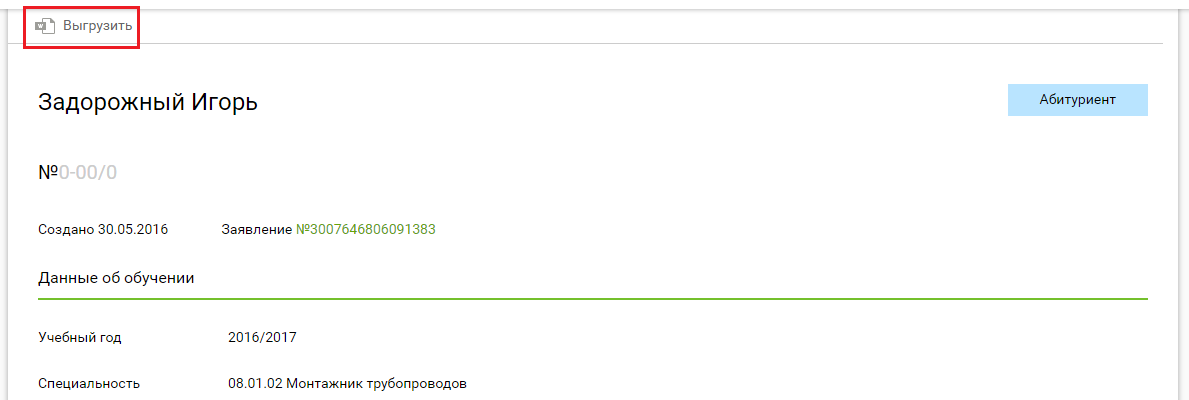 Выгрузить
Задорожный Игорь
Абитуриент
№0-00/0
Создано 30.05.2016 Заявление №3007646806091383
Данные об обучении
Учебный год 2016/2017
Специальность 08.01.02 Монтажник трубопроводов